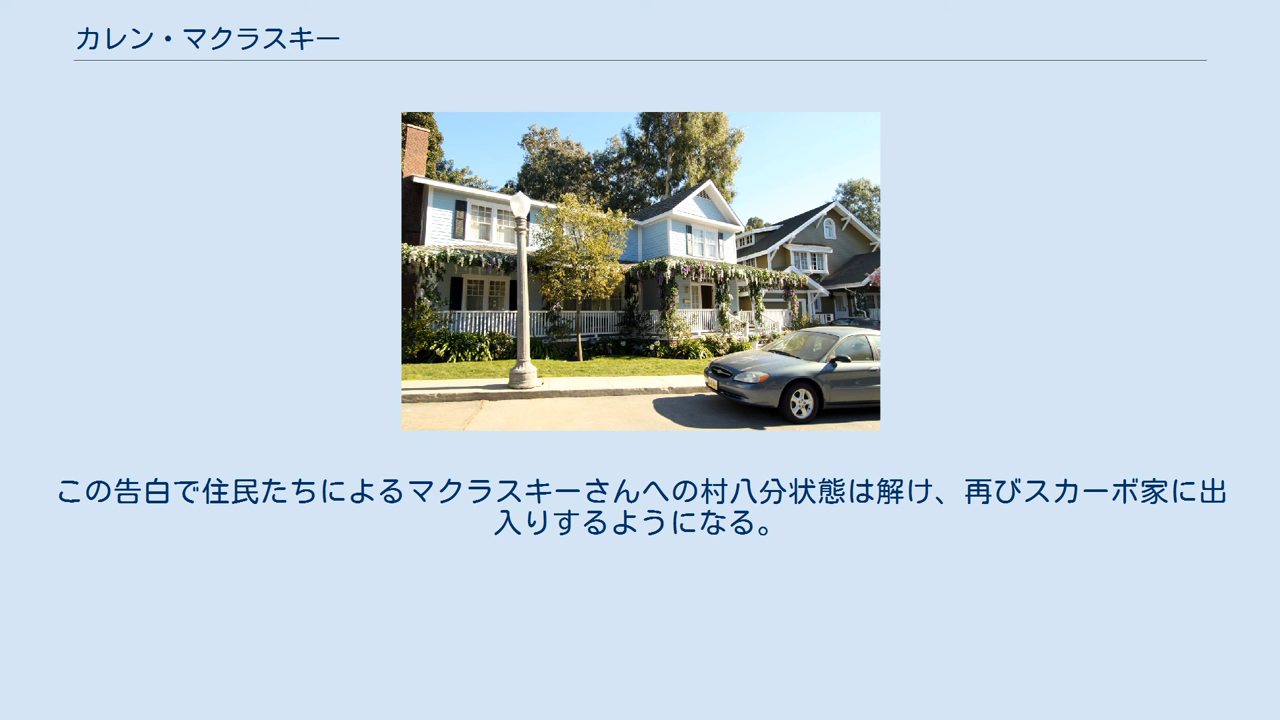 カレン・マクラスキー
この告白で住民たちによるマクラスキーさんへの村八分状態は解け、再びスカーボ家に出
入りするようになる。